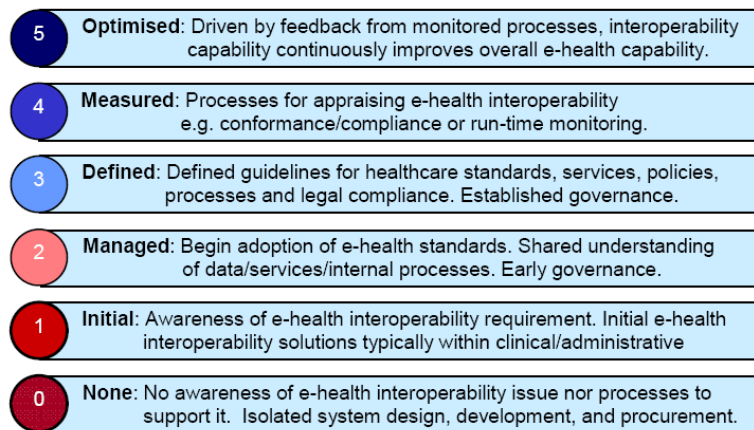 5
Optimised: Driven by feedback from monitored processes, interoperability
capability continuously improves overall e-health capability.
4
Measured: Processes for appraising e-health interoperability
e.g. conformance/compliance or run-time monitoring.
3
Defined: Defined guidelines for healthcare standards, services, policies,
processes and legal compliance. Established governance.
2
Managed: Begin adoption of e-health standards. Shared understanding
of data/services/internal processes. Early governance.
1
Initial: Awareness of e-health interoperability requirement. Initial e-health
interoperability solutions typically within clinical/administrative
0
None: No awareness of e-health interoperability issue nor processes to
support it. Isolated system design, development, and procurement.